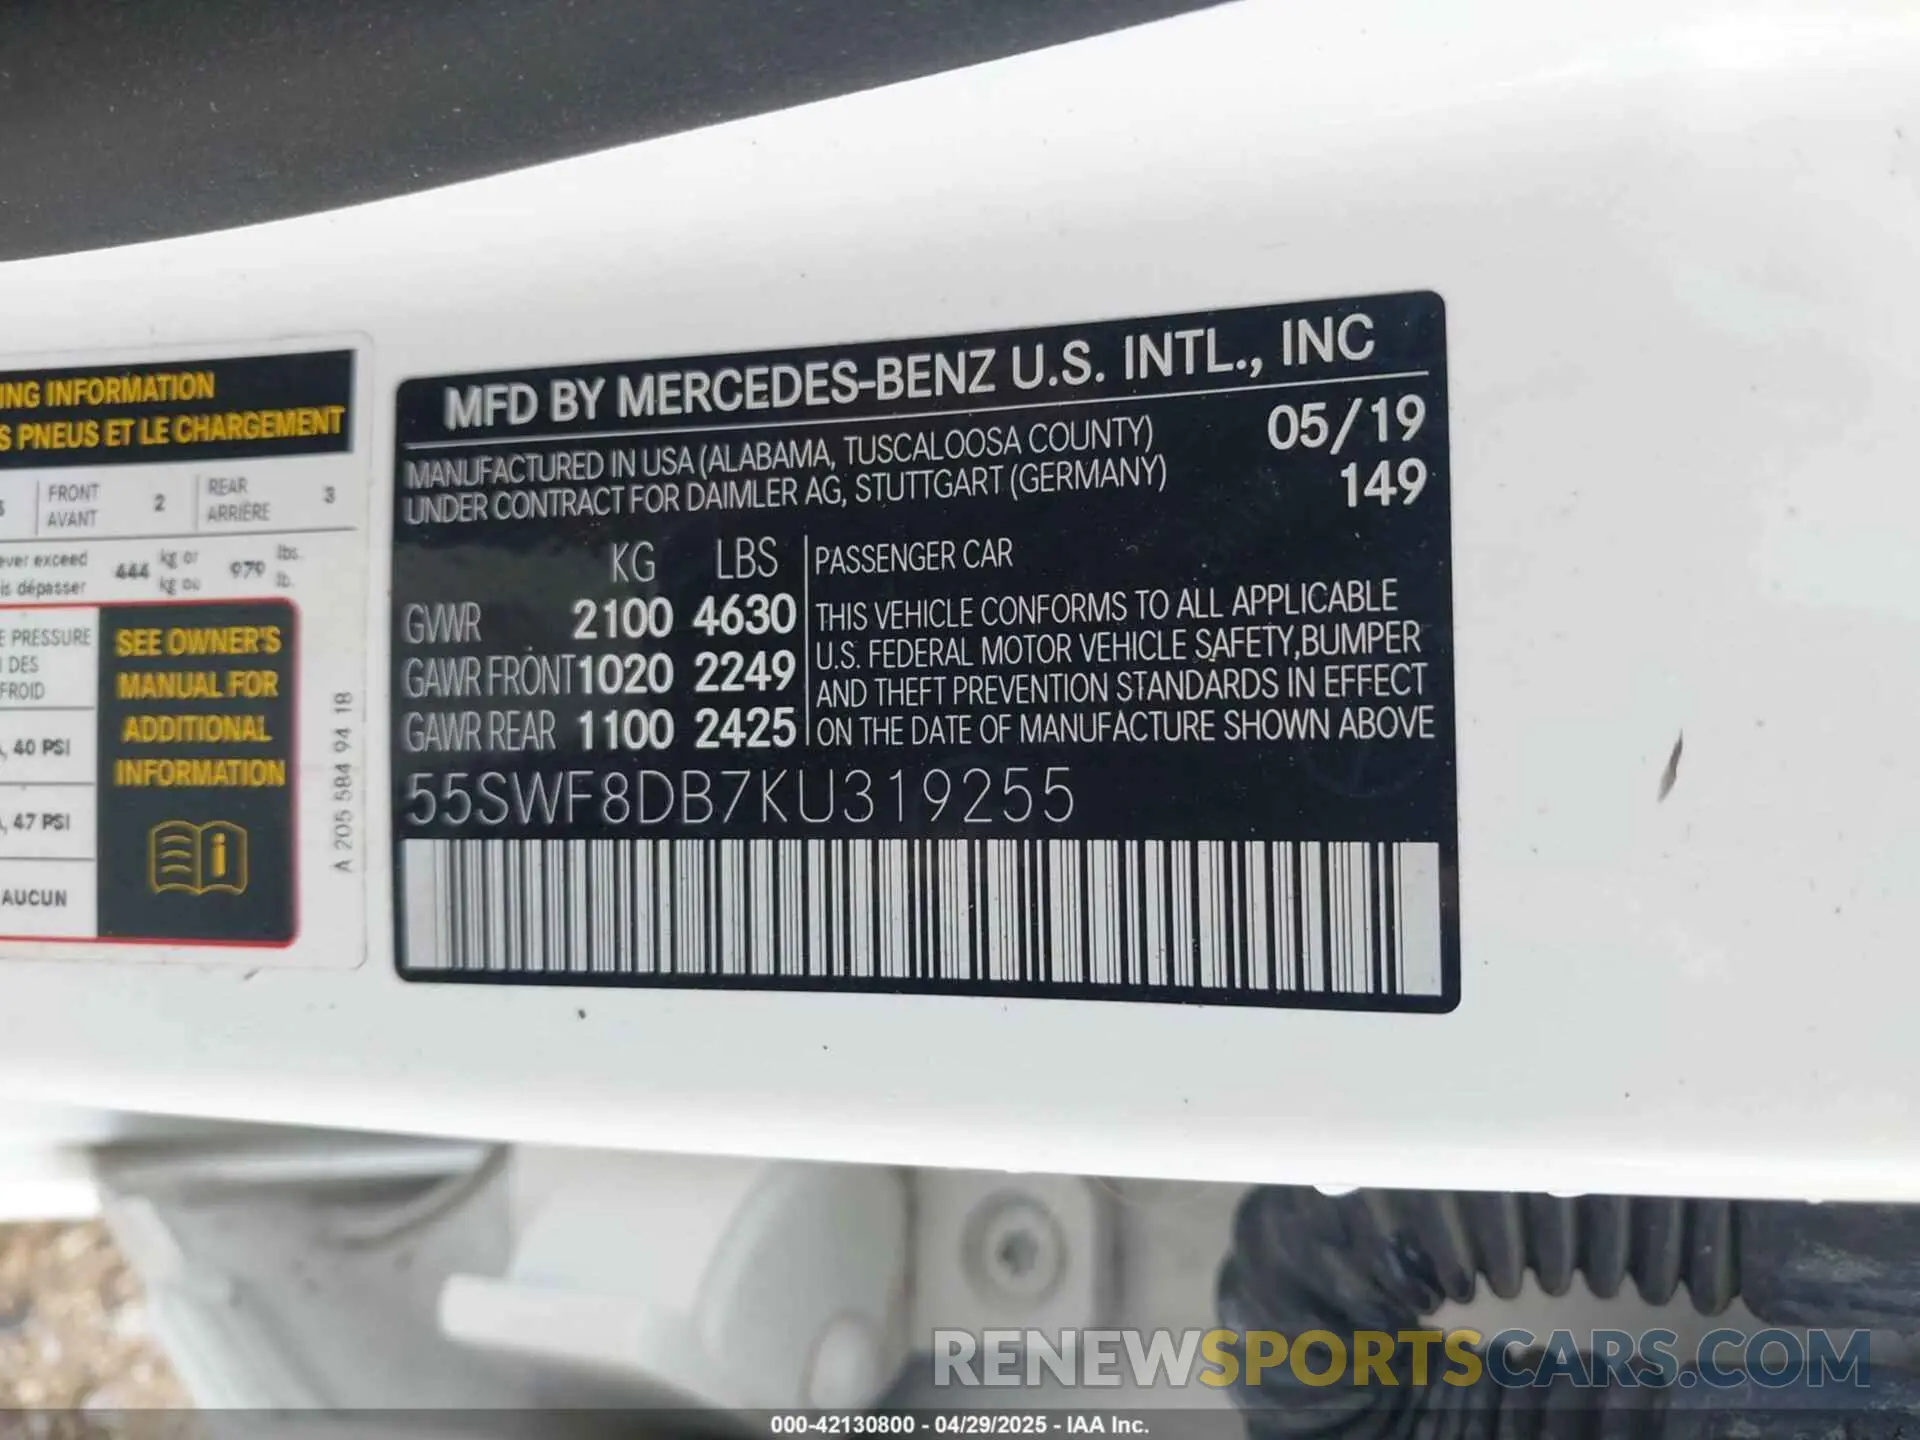 ING INFORMATION
S PNEUS ET LE CHARGEMENT
FRONT
AVANT
2
REAR
ARRIÈRE
3
ever exceed
is dépasser
444
kg or
kg ou
979
lbs.
lb.
E PRESSURE
DES
FROID
, 40 PSI
, 47 PSI
AUCUN
SEE OWNER'S
MANUAL FOR
ADDITIONAL
INFORMATION
A 205 584 94 18
MFD BY MERCEDES-BENZ U.S. INTL., INC
MANUFACTURED IN USA (ALABAMA, TUSCALOOSA COUNTY)
UNDER CONTRACT FOR DAIMLER AG, STUTTGART (GERMANY)
05/19
149
KG LBS
GVWR 2100 4630
GAWR FRONT 1020 2249
GAWR REAR 1100 2425
PASSENGER CAR
THIS VEHICLE CONFORMS TO ALL APPLICABLE
U.S. FEDERAL MOTOR VEHICLE SAFETY, BUMPER
AND THEFT PREVENTION STANDARDS IN EFFECT
ON THE DATE OF MANUFACTURE SHOWN ABOVE
55SWF8DB7KU319255
RENEWSPORTSCARS.COM
000-42130800 - 04/29/2025 - IAA Inc.